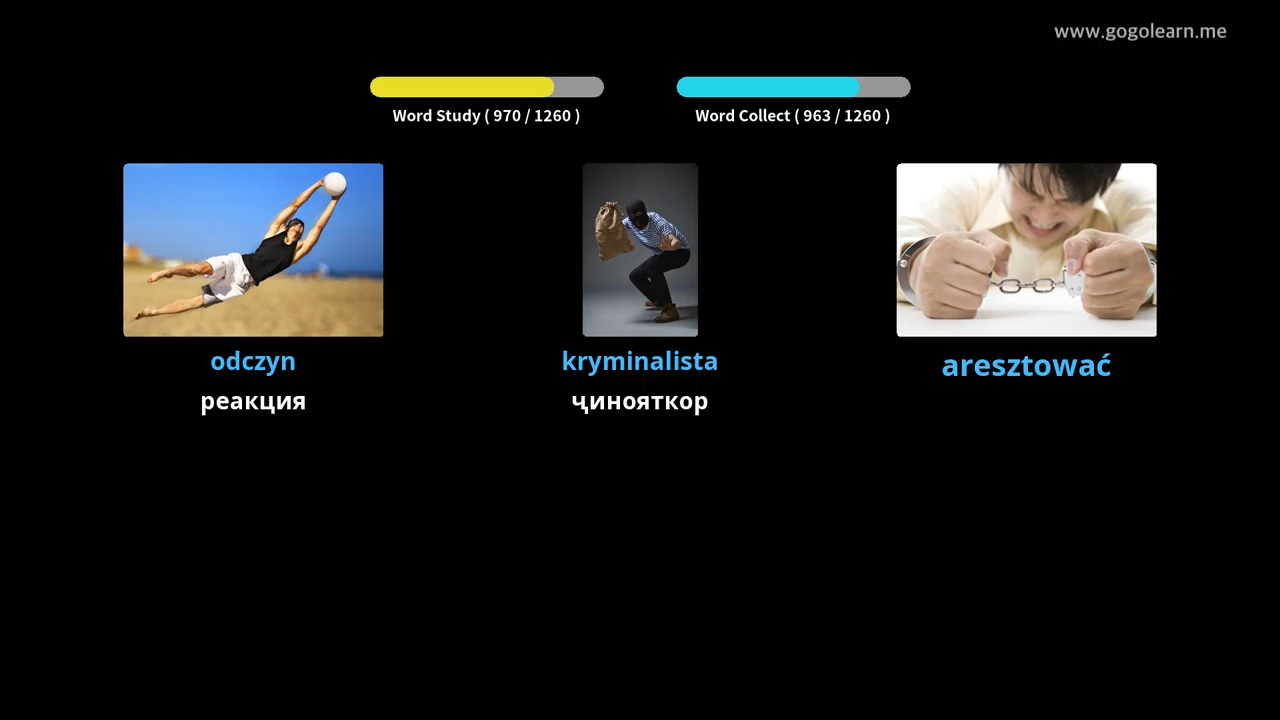 www.gogolearn.me
Word Study ( 970 / 1260 )
Word Collect ( 963 / 1260 )
odczyn
реакция
kryminalista
ҷинояткор
aresztować